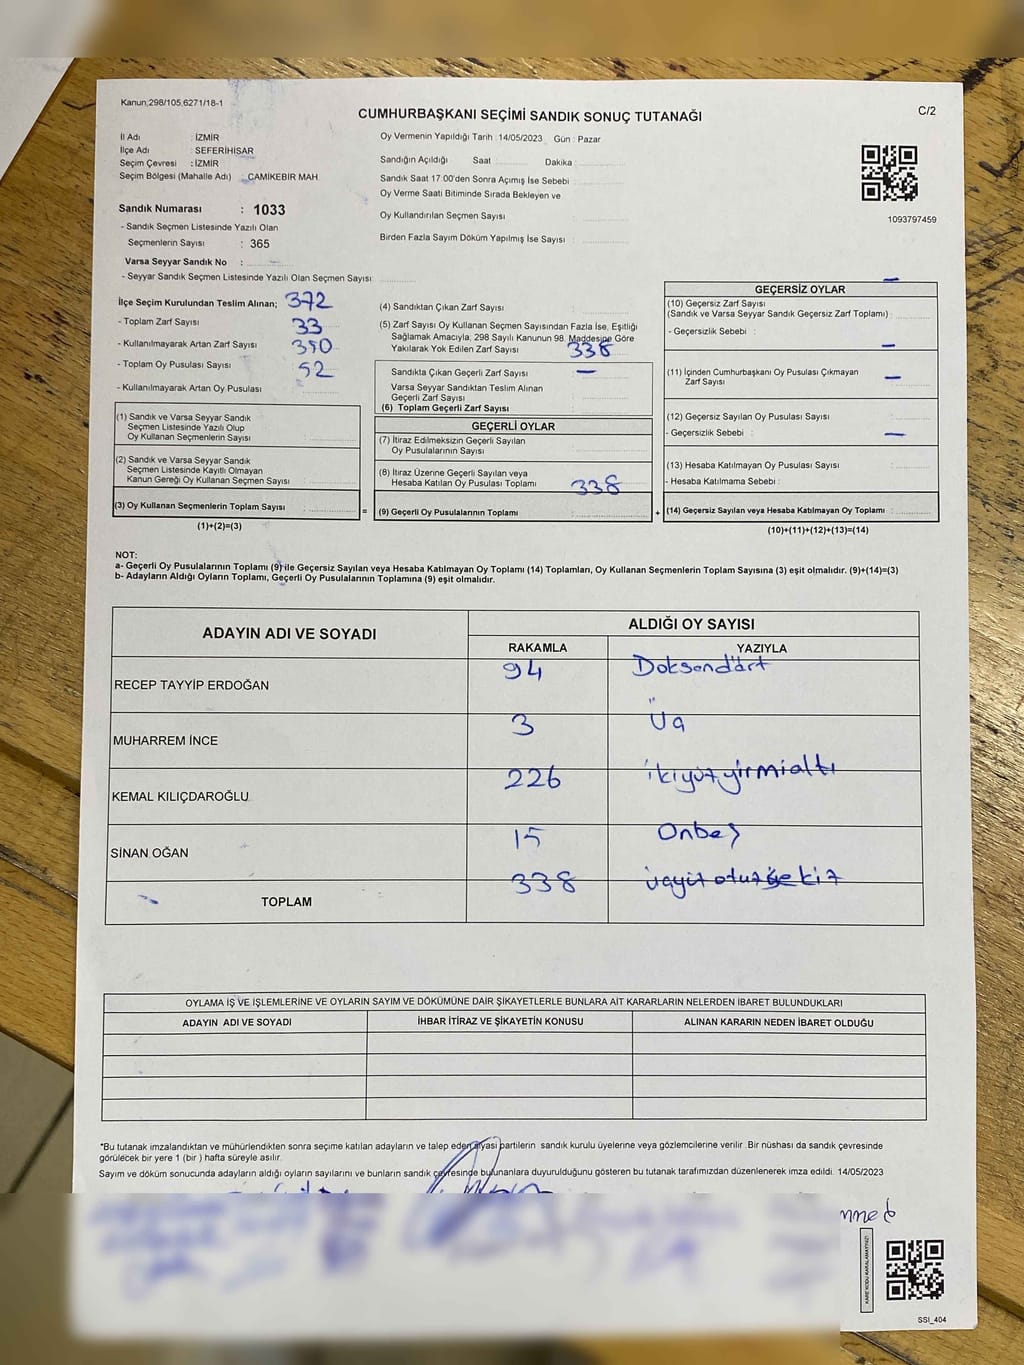 Kanun;298/105,6271/18-1
CUMHURBAŞKANI SEÇİMİ SANDIK SONUÇ TUTANAĞI
C/2
İl Adı : İZMİR
İlçe Adı : SEFERİHİSAR
Seçim Çevresi : İZMİR
Seçim Bölgesi (Mahalle Adı) : CAMİKEBİR MAH.
Sandık Numarası : 1033
- Sandık Seçmen Listesinde Yazılı Olan
Seçmenlerin Sayısı : 365
Varsa Seyyar Sandık No :
- Seyyar Sandık Seçmen Listesinde Yazılı Olan Seçmen Sayısı:
Oy Vermenin Yapıldığı Tarih :14/05/2023 Gün : Pazar
Sandığın Açıldığı Saat Dakika :
Sandık Saat 17.00'den Sonra Açımış İse Sebebi :
Oy Verme Saati Bitiminde Sırada Bekleyen ve
Oy Kullandırılan Seçmen Sayısı :
Birden Fazla Sayım Döküm Yapılmış İse Sayısı :
1093797459
İlçe Seçim Kurulundan Teslim Alınan; 372
- Toplam Zarf Sayısı : 33
- Kullanılmayarak Artan Zarf Sayısı : 390
- Toplam Oy Pusulası Sayısı : 52
- Kullanılmayarak Artan Oy Pusulası :
(1) Sandık ve Varsa Seyyar Sandık
Seçmen Listesinde Yazılı Olup
Oy Kullanan Seçmenlerin Sayısı :
(2) Sandık ve Varsa Seyyar Sandık
Seçmen Listesinde Kayıtlı Olmayan
Kanun Gereği Oy Kullanan Seçmen Sayısı :
(3) Oy Kullanan Seçmenlerin Toplam Sayısı :
(1)+(2)=(3)
(4) Sandıktan Çıkan Zarf Sayısı :
(5) Zarf Sayısı Oy Kullanan Seçmen Sayısından Fazla İse, Eşitliği
Sağlamak Amacıyla; 298 Sayılı Kanunun 98. Maddesine Göre
Yakılarak Yok Edilen Zarf Sayısı : 338
Sandıkta Çıkan Geçerli Zarf Sayısı : —
Varsa Seyyar Sandıktan Teslim Alınan
Geçerli Zarf Sayısı :
(6) Toplam Geçerli Zarf Sayısı
GEÇERLİ OYLAR
(7) İtiraz Edilmeksizin Geçerli Sayılan
Oy Pusulalarının Sayısı :
(8) İtiraz Üzerine Geçerli Sayılan veya
Hesaba Katılan Oy Pusulası Toplamı : 338
= (9) Geçerli Oy Pusulalarının Toplamı :
—
GEÇERSİZ OYLAR
(10) Geçersiz Zarf Sayısı
(Sandık ve Varsa Seyyar Sandık Geçersiz Zarf Toplamı) :
- Geçersizlik Sebebi :
—
(11) İçinden Cumhurbaşkanı Oy Pusulası Çıkmayan
Zarf Sayısı : —
(12) Geçersiz Sayılan Oy Pusulası Sayısı :
- Geçersizlik Sebebi : —
(13) Hesaba Katılmayan Oy Pusulası Sayısı :
- Hesaba Katılmama Sebebi :
+ (14) Geçersiz Sayılan veya Hesaba Katılmayan Oy Toplamı :
(10)+(11)+(12)+(13)=(14)
NOT:
a- Geçerli Oy Pusulalarının Toplamı (9) ile Geçersiz Sayılan veya Hesaba Katılmayan Oy Toplamı (14) Toplamları, Oy Kullanan Seçmenlerin Toplam Sayısına (3) eşit olmalıdır. (9)+(14)=(3)
b- Adayların Aldığı Oyların Toplamı, Geçerli Oy Pusulalarının Toplamına (9) eşit olmalıdır.
ADAYIN ADI VE SOYADI ALDIĞI OY SAYISI
RAKAMLA YAZIYLA
94 Doksandört
RECEP TAYYİP ERDOĞAN
3 Üç
MUHARREM İNCE
226 ikiyüzyirmialtı
KEMAL KILIÇDAROĞLU
15 Onbeş
SİNAN OĞAN
338 üçyüzotuzsekiz
TOPLAM
OYLAMA İŞ VE İŞLEMLERİNE VE OYLARIN SAYIM VE DÖKÜMÜNE DAİR ŞİKAYETLERLE BUNLARA AİT KARARLARIN NELERDEN İBARET BULUNDUKLARI
ADAYIN ADI VE SOYADI İHBAR İTİRAZ VE ŞİKAYETİN KONUSU ALINAN KARARIN NEDEN İBARET OLDUĞU
*Bu tutanak imzalandıktan ve mühürlendikten sonra seçime katılan adayların ve talep eden siyasi partilerin sandık kurulu üyelerine veya gözlemcilerine verilir. Bir nüshası da sandık çevresinde
görülecek bir yere 1 (bir ) hafta süreyle asılır.
Sayım ve döküm sonucunda adayların aldığı oyların sayılarını ve bunların sandık çevresinde bulunanlara duyurulduğunu gösteren bu tutanak tarafımızdan düzenlenerek imza edildi. 14/05/2023
KARE KODU KARALAMAYINIZ!
SSI_404